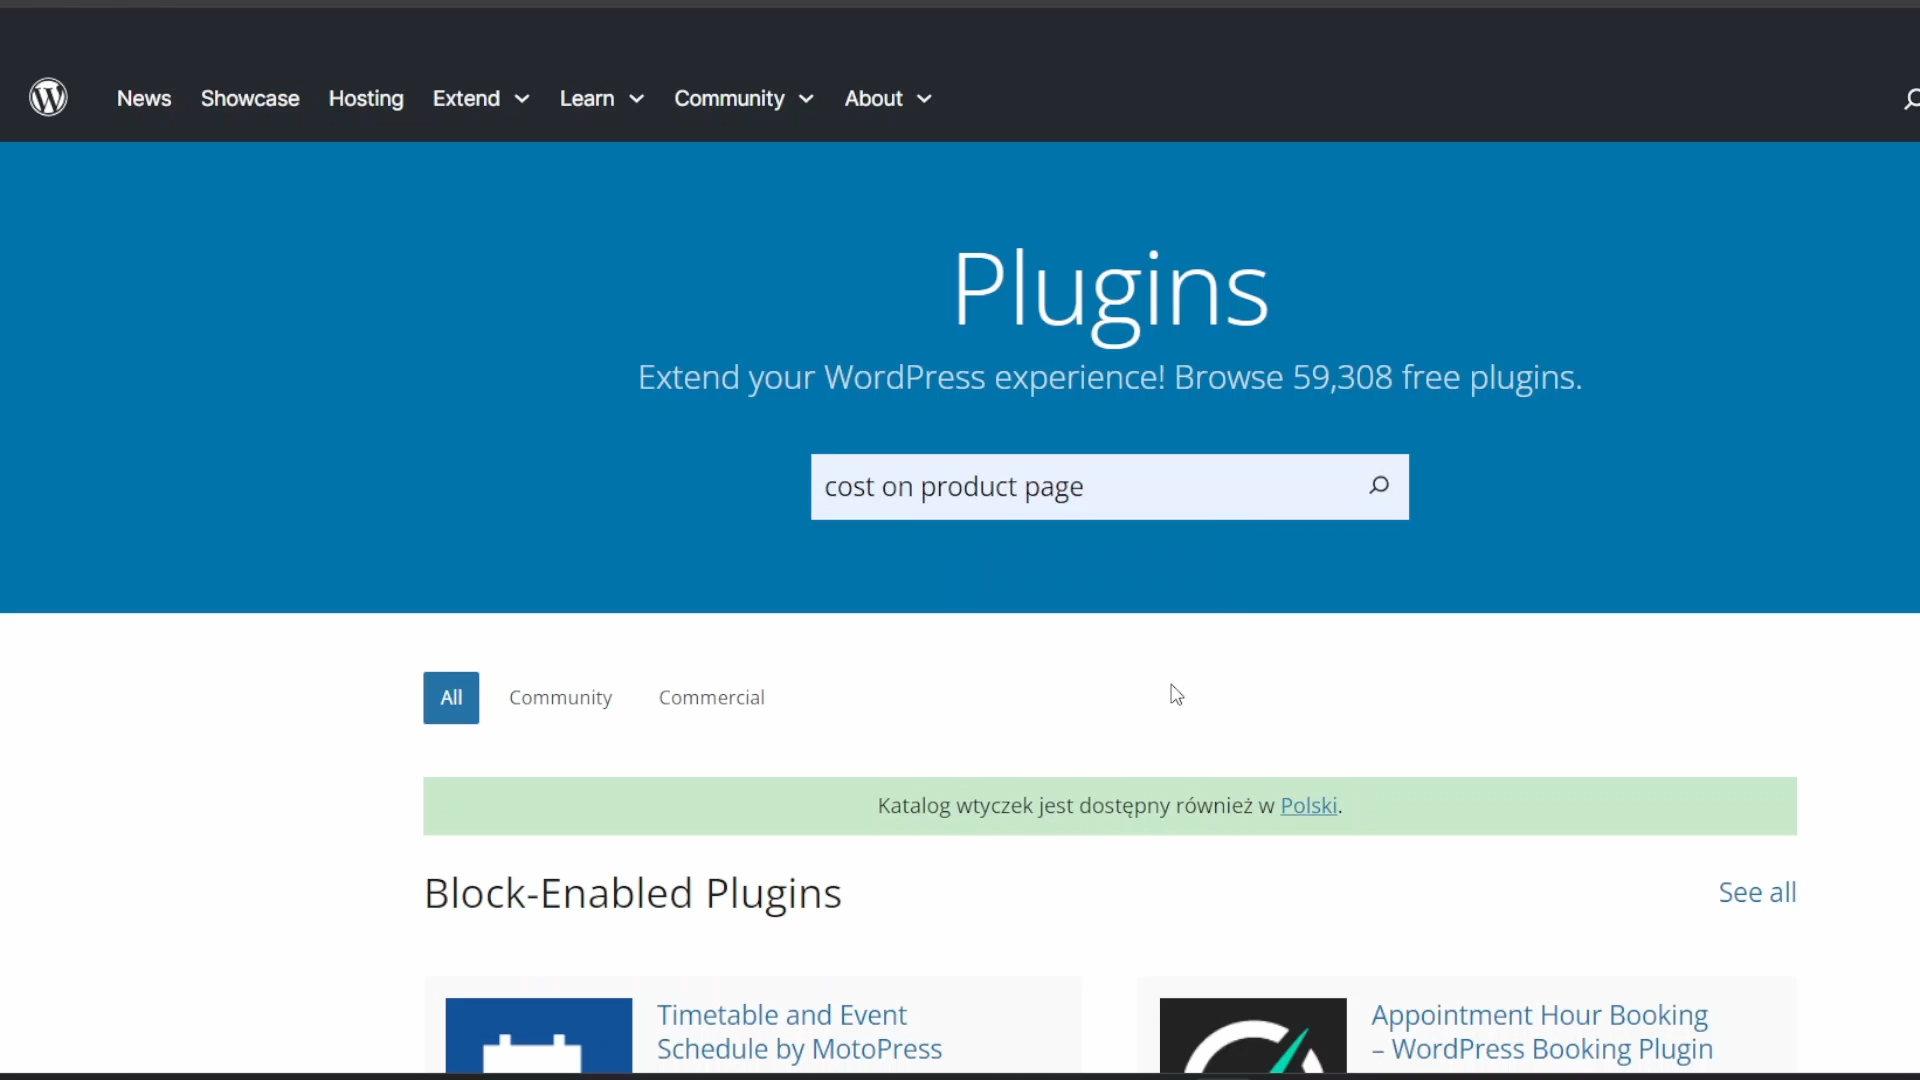 News Showcase Hosting Extend Learn Community About
Plugins
Extend your WordPress experience! Browse 59,308 free plugins.
cost on product page
All Community Commercial
Katalog wtyczek jest dostępny również w Polski.
Block-Enabled Plugins
See all
Timetable and Event
Schedule by MotoPress
Appointment Hour Booking
– WordPress Booking Plugin